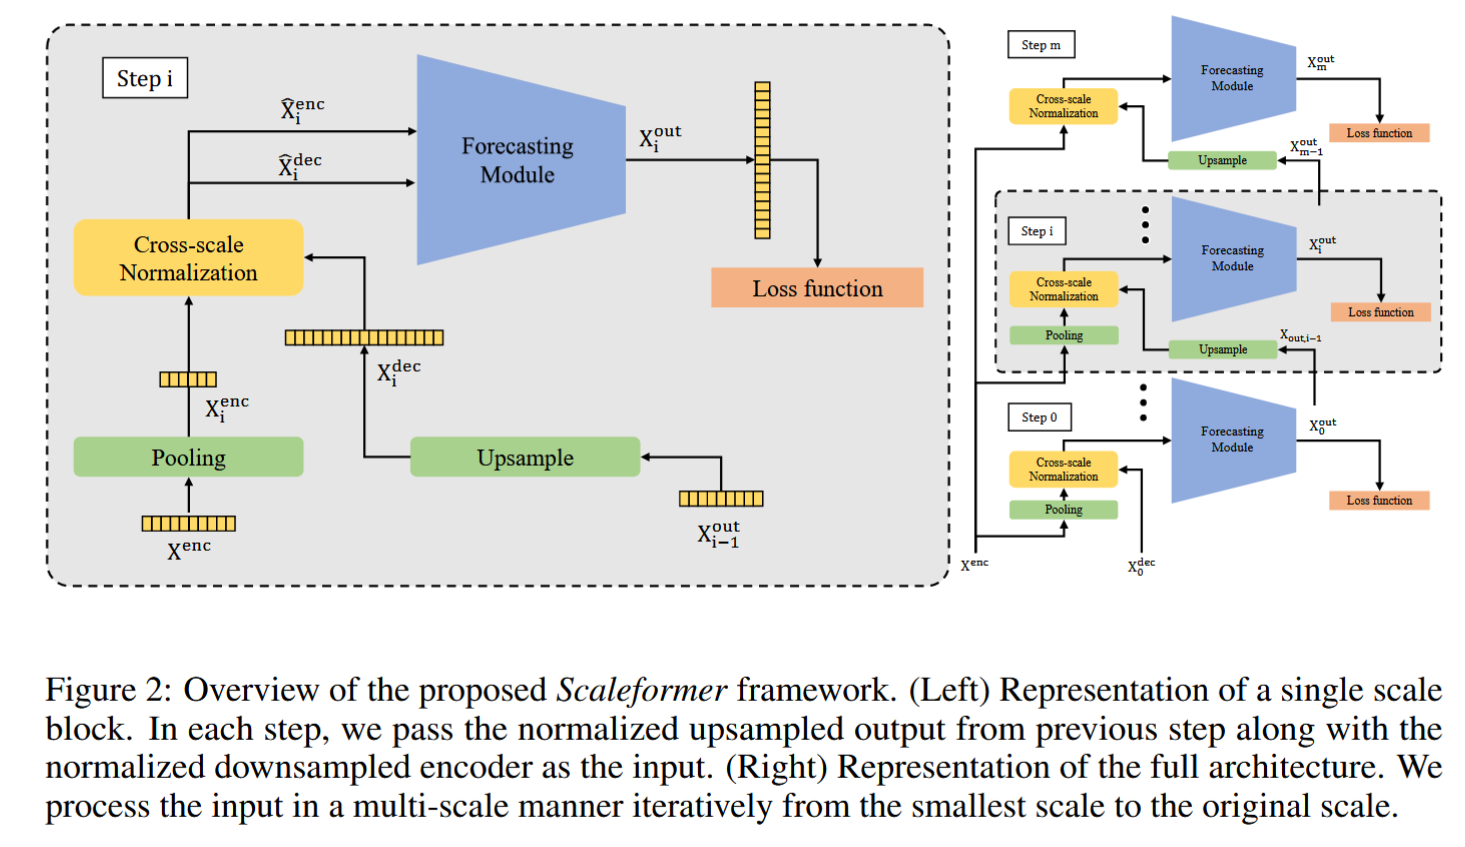 Step i
X̂ᵢᵉⁿᶜ
X̂ᵢᵈᵉᶜ
Forecasting
Module
Xᵢᵒᵘᵗ
Cross-scale
Normalization
Loss function
Xᵢᵈᵉᶜ
Xᵢᵉⁿᶜ
Pooling
Upsample
Xᵉⁿᶜ
Xᵢ₋₁ᵒᵘᵗ
Step m
Forecasting
Module
Xₘᵒᵘᵗ
Cross-scale
Normalization
Loss function
Xₘ₋₁ᵒᵘᵗ
Upsample
Step i
Forecasting
Module
Xᵢᵒᵘᵗ
Cross-scale
Normalization
Loss function
Pooling
Upsample
X_out,i−1
Step 0
Forecasting
Module
X₀ᵒᵘᵗ
Cross-scale
Normalization
Loss function
Pooling
Xᵉⁿᶜ
X₀ᵈᵉᶜ
Figure 2: Overview of the proposed Scaleformer framework. (Left) Representation of a single scale
block. In each step, we pass the normalized upsampled output from previous step along with the
normalized downsampled encoder as the input. (Right) Representation of the full architecture. We
process the input in a multi-scale manner iteratively from the smallest scale to the original scale.